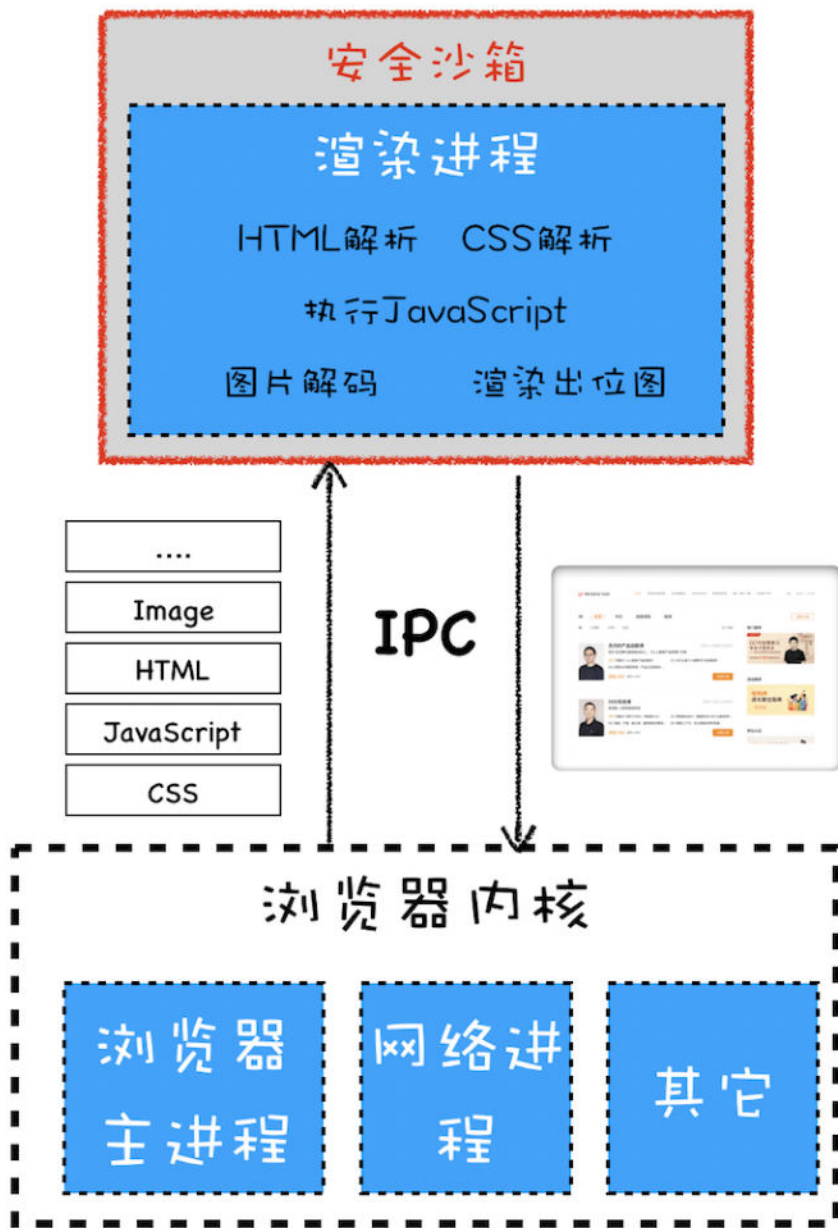 安全沙箱
渲染进程
HTML解析 CSS解析
执行JavaScript
图片解码 渲染出位图
....
Image
HTML
JavaScript
CSS
IPC
浏览器内核
浏览器
主进程
网络进
程
其它